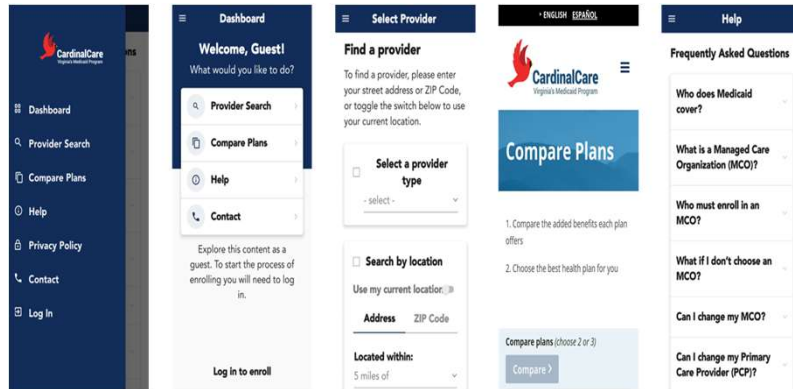 CardinalCare
Virginia's Medicaid Program
Dashboard
Provider Search
Compare Plans
Help
Privacy Policy
Contact
Log In
ns
Dashboard
Welcome, Guest!
What would you like to do?
Provider Search
Compare Plans
Help
Contact
Explore this content as a
guest. To start the process of
enrolling you will need to log
in.
Log in to enroll
Select Provider
Find a provider
To find a provider, please enter
your street address or ZIP Code,
or toggle the switch below to use
your current location.
Select a provider
type
- select -
Search by location
Use my current location
Address ZIP Code
Located within:
5 miles of
• ENGLISH ESPAÑOL
CardinalCare
Virginia's Medicaid Program
Compare Plans
1. Compare the added benefits each plan
offers
2. Choose the best health plan for you
Compare plans (choose 2 or 3)
Compare >
Help
Frequently Asked Questions
Who does Medicaid
cover?
What is a Managed Care
Organization (MCO)?
Who must enroll in an
MCO?
What if I don't choose an
MCO?
Can I change my MCO?
Can I change my Primary
Care Provider (PCP)?